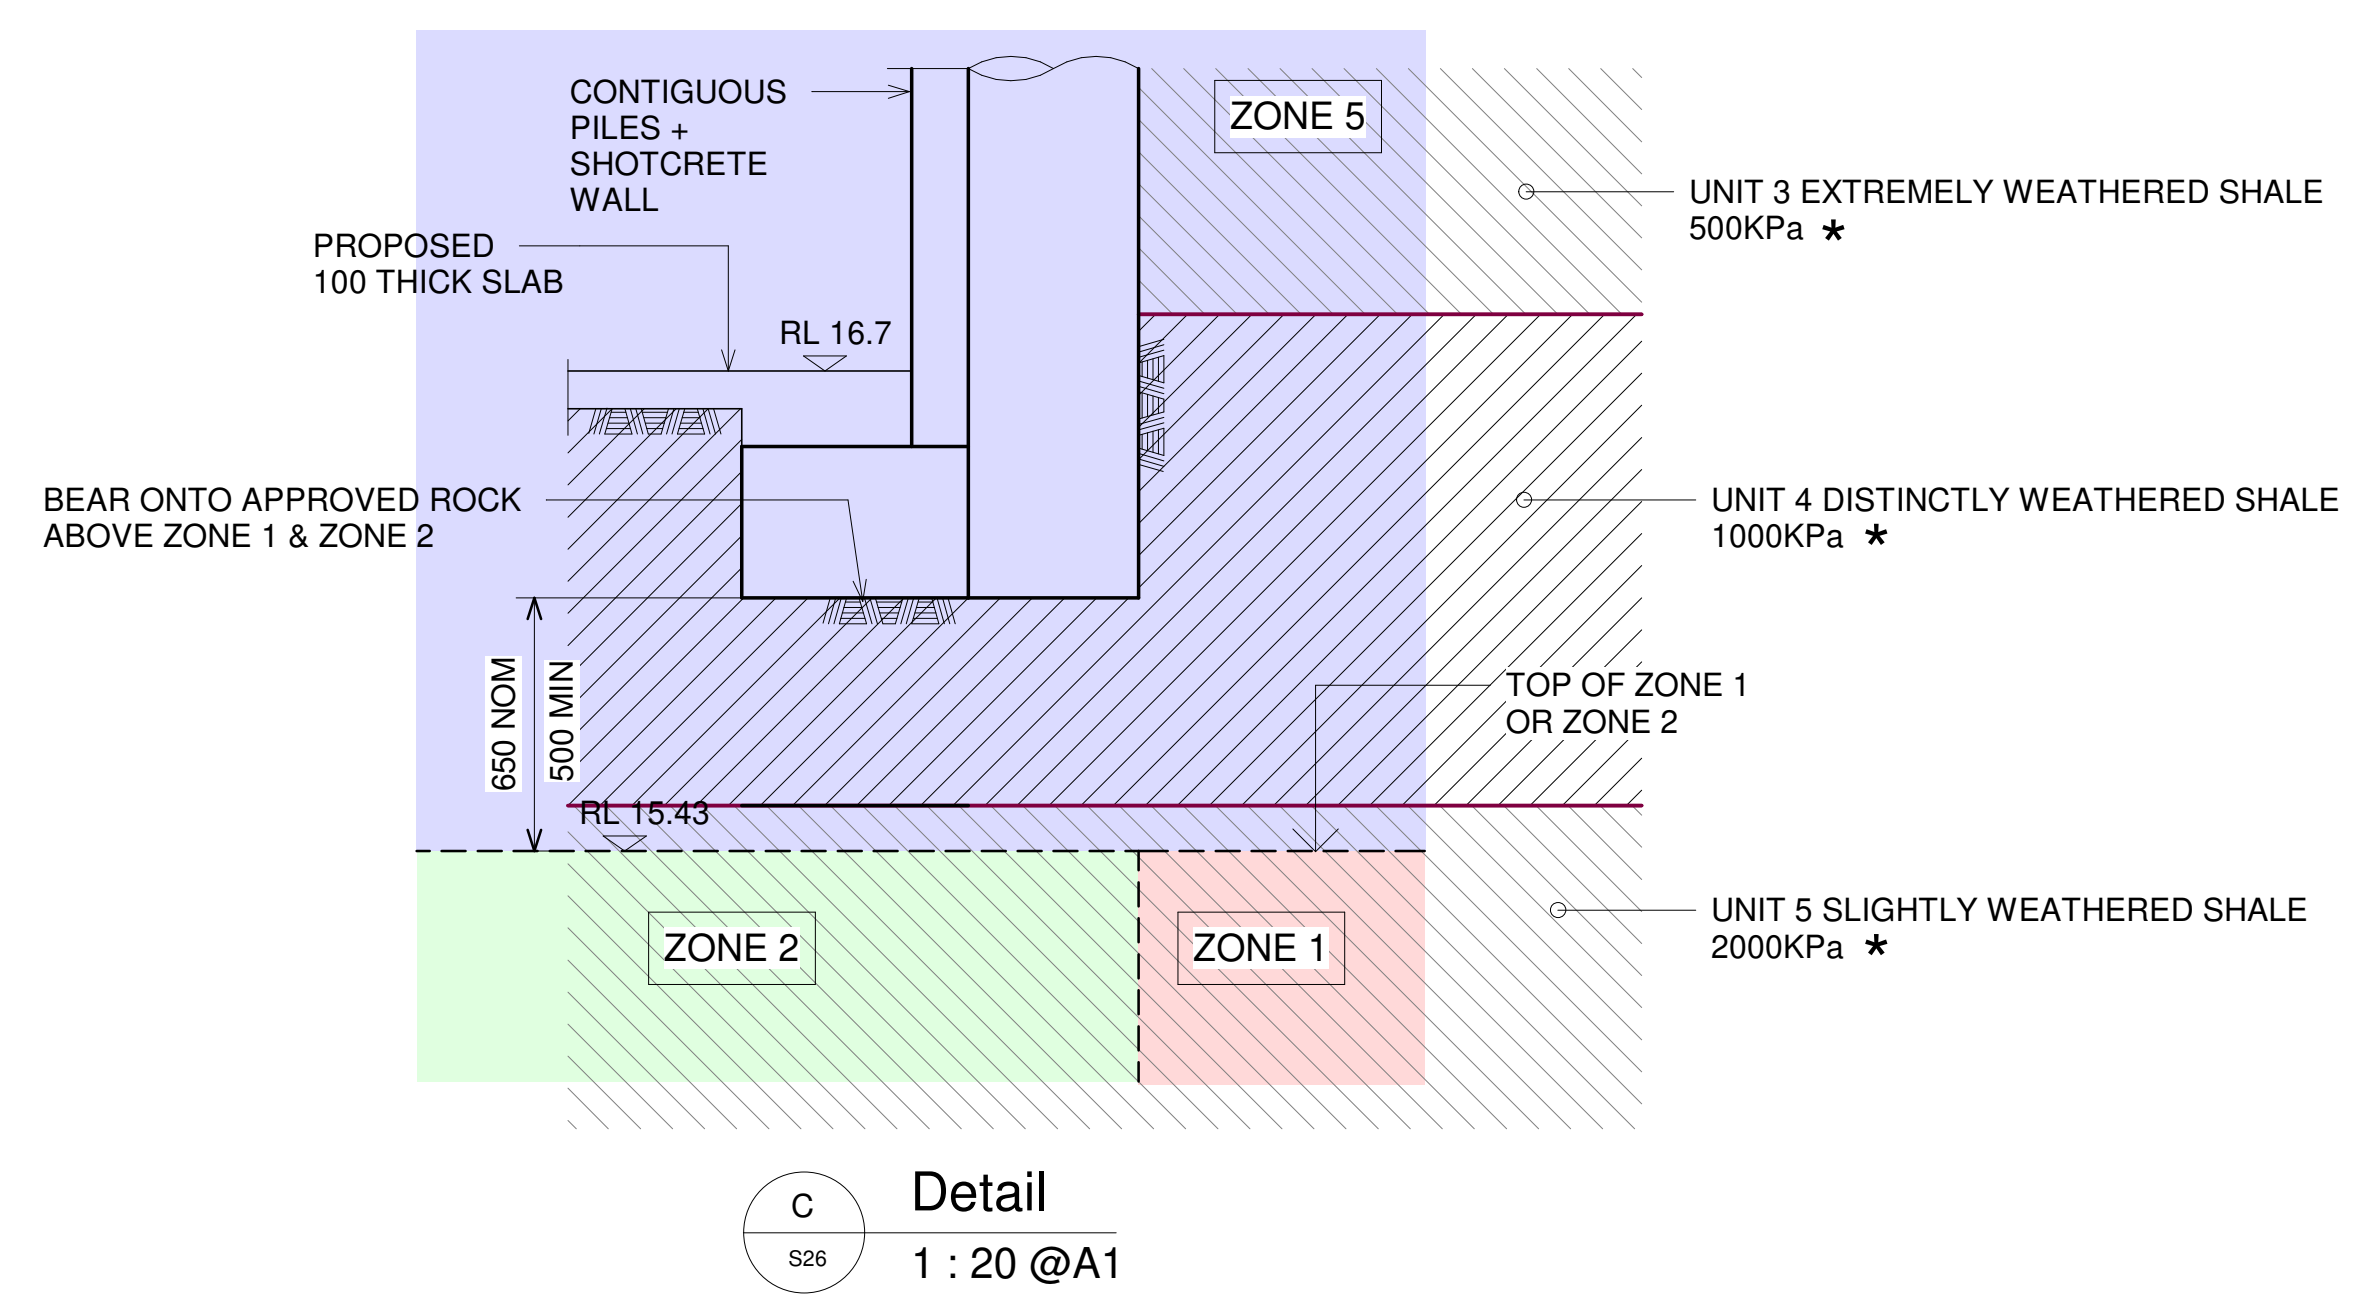 CONTIGUOUS
PILES +
SHOTCRETE
WALL
ZONE 5
UNIT 3 EXTREMELY WEATHERED SHALE
500KPa *
PROPOSED
100 THICK SLAB
RL 16.7
BEAR ONTO APPROVED ROCK
ABOVE ZONE 1 & ZONE 2
UNIT 4 DISTINCTLY WEATHERED SHALE
1000KPa *
650 NOM
500 MIN
TOP OF ZONE 1
OR ZONE 2
RL 15.43
ZONE 2
ZONE 1
UNIT 5 SLIGHTLY WEATHERED SHALE
2000KPa *
C
S26
Detail
1 : 20 @A1